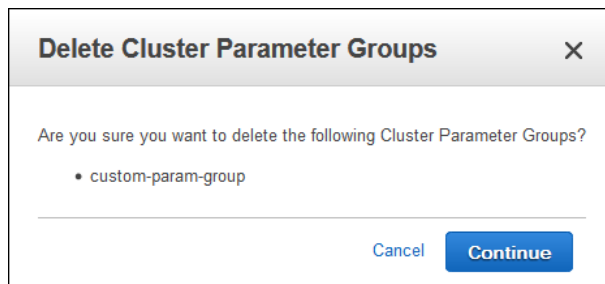 Delete Cluster Parameter Groups
Are you sure you want to delete the following Cluster Parameter Groups?
• custom-param-group
Cancel Continue